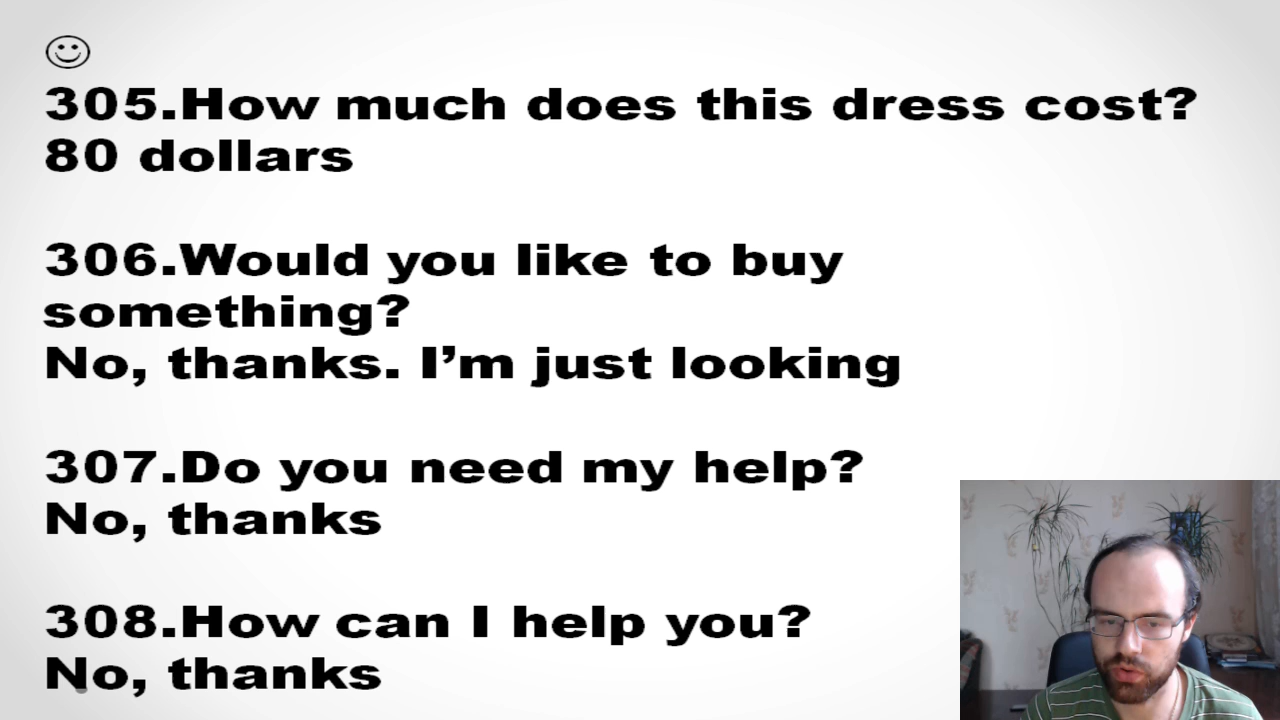 305.How much does this dress cost?
80 dollars
306.Would you like to buy
something?
No, thanks. I’m just looking
307.Do you need my help?
No, thanks
308.How can I help you?
No, thanks